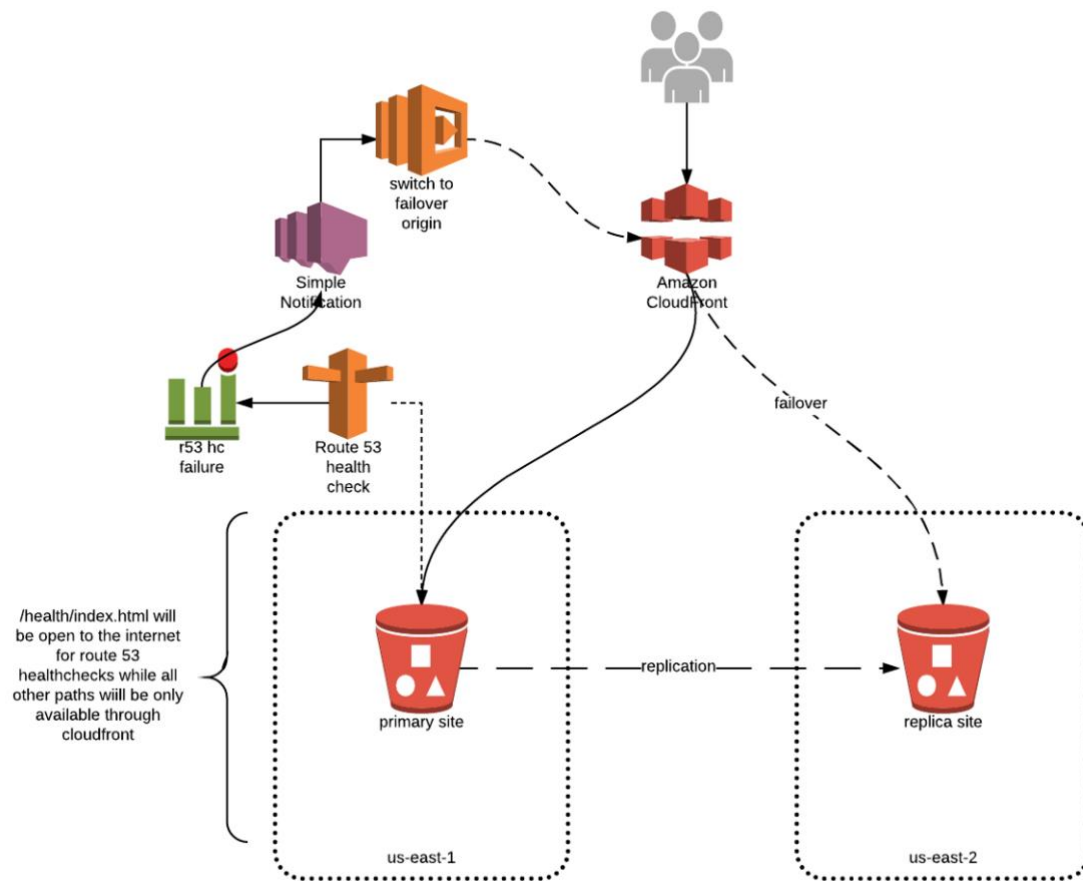 switch to
failover
origin
Simple
Notification
Amazon
CloudFront
r53 hc
failure
Route 53
health
check
failover
/health/index.html will
be open to the internet
for route 53
healthchecks while all
other paths wiill be only
available through
cloudfront
primary site
replication
replica site
us-east-1
us-east-2